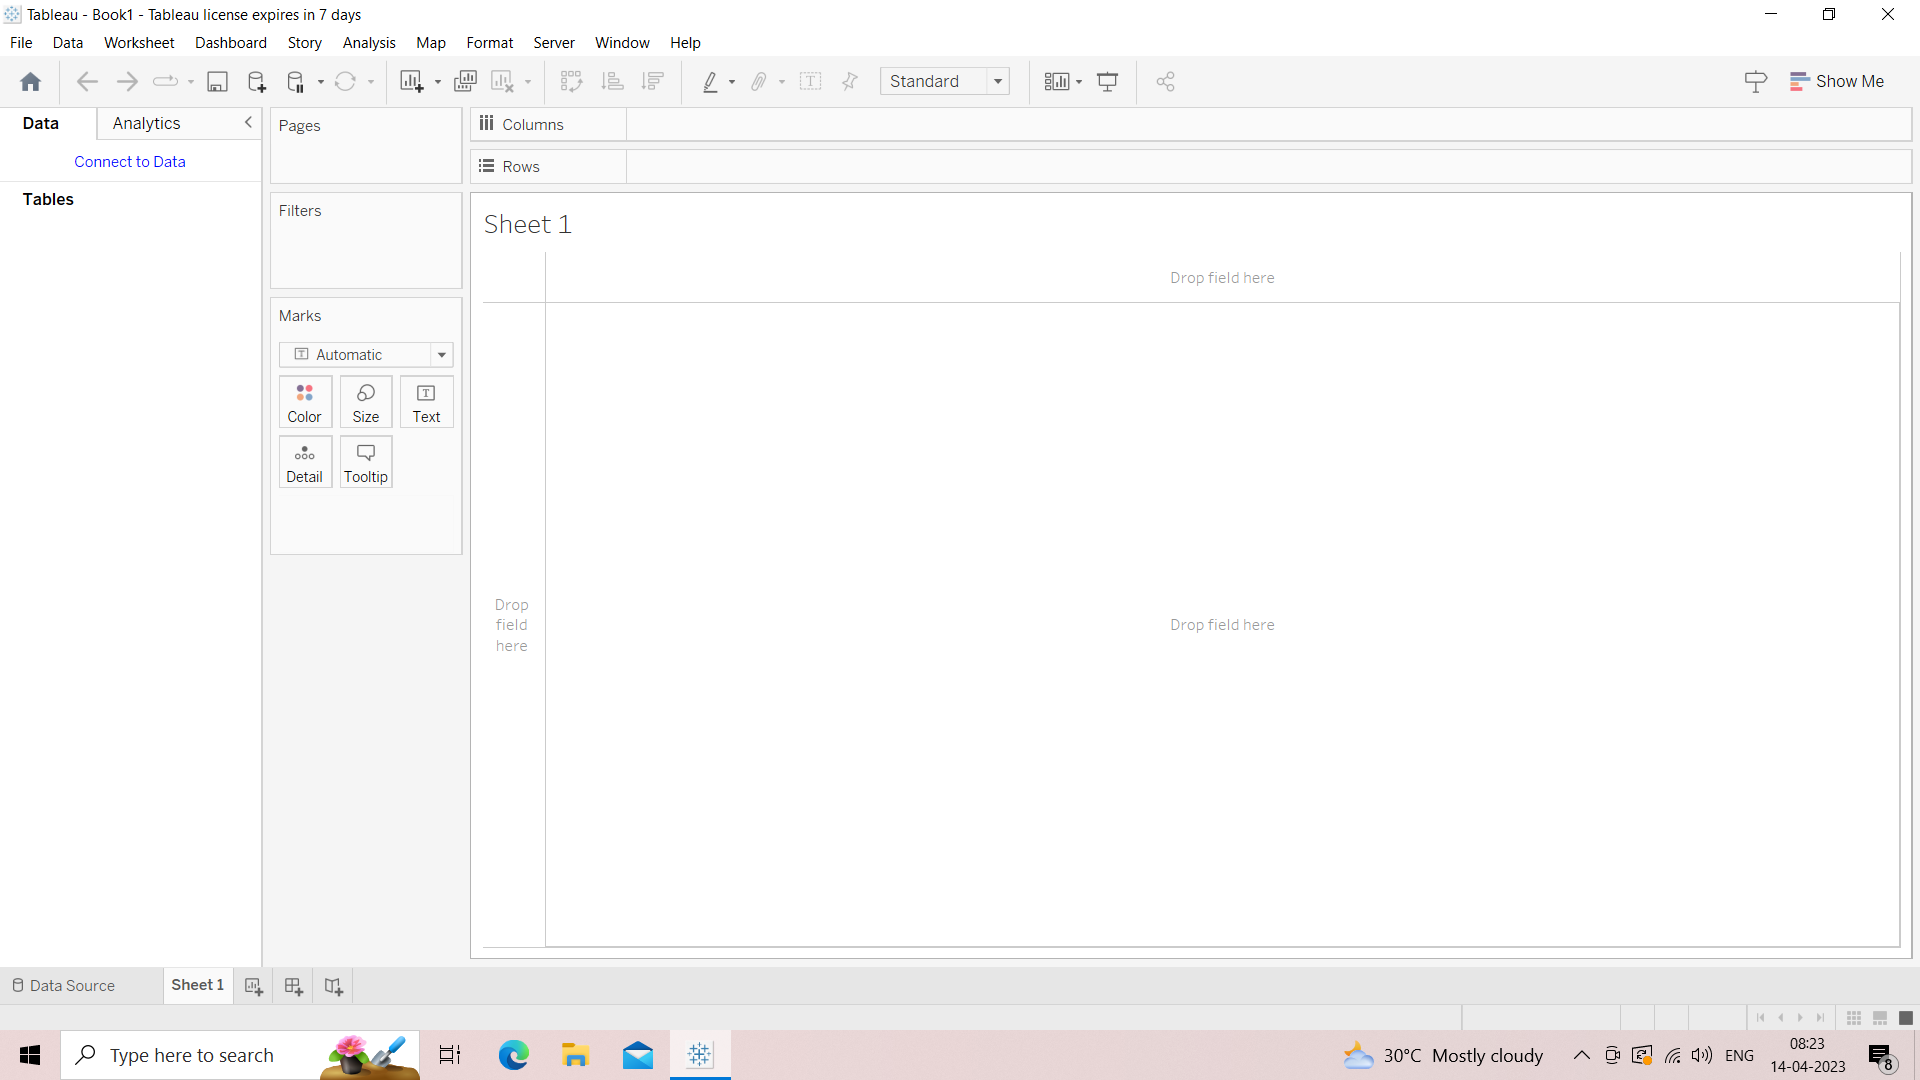 Tableau - Book1 - Tableau license expires in 7 days
File Data Worksheet Dashboard Story Analysis Map Format Server Window Help
Standard
Show Me
Data Analytics
Connect to Data
Tables
Pages
Filters
Marks
Automatic
Color Size Text
Detail Tooltip
Columns
Rows
Sheet 1
Drop field here
Drop
field
here
Drop field here
Data Source Sheet 1
Type here to search
30°C Mostly cloudy
ENG
08:23
14-04-2023
8